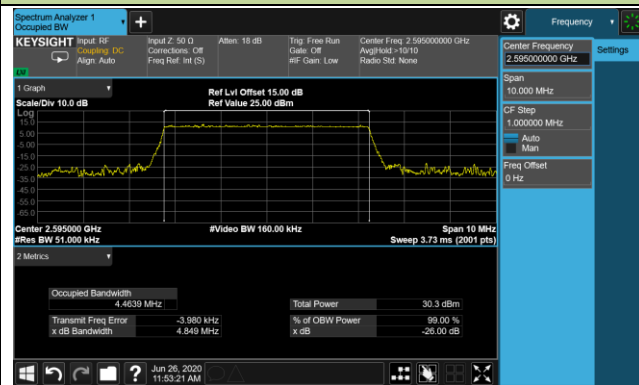 Spectrum Analyzer 1
Occupied BW
Frequency
KEYSIGHT
Input: RF
Coupling: DC
Align: Auto
Input Z: 50 Ω
Corrections: Off
Freq Ref: Int (S)
Atten: 18 dB
Trig: Free Run
Gate: Off
#IF Gain: Low
Center Freq: 2.595000000 GHz
Avg|Hold:>10/10
Radio Std: None
Center Frequency
2.595000000 GHz
Settings
Span
10.000 MHz
CF Step
1.000000 MHz
Auto
Man
Freq Offset
0 Hz
1 Graph
Scale/Div 10.0 dB
Ref Lvl Offset 15.00 dB
Ref Value 25.00 dBm
Log
15.0
5.00
-5.00
-15.0
-25.0
-35.0
-45.0
-55.0
-65.0
Center 2.595000 GHz
#Res BW 51.000 kHz
#Video BW 160.00 kHz
Span 10 MHz
Sweep 3.73 ms (2001 pts)
2 Metrics
Occupied Bandwidth
4.4639 MHz
Total Power 30.3 dBm
Transmit Freq Error -3.980 kHz
% of OBW Power 99.00 %
x dB Bandwidth 4.849 MHz
x dB -26.00 dB
?
Jun 26, 2020
11:53:21 AM